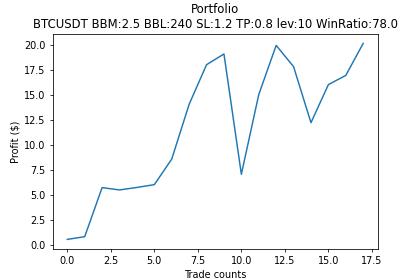 Portfolio
BTCUSDT BBM:2.5 BBL:240 SL:1.2 TP:0.8 lev:10 WinRatio:78.0
20.0
17.5
15.0
12.5
10.0
7.5
5.0
2.5
0.0
Profit ($)
0.0 2.5 5.0 7.5 10.0 12.5 15.0 17.5
Trade counts